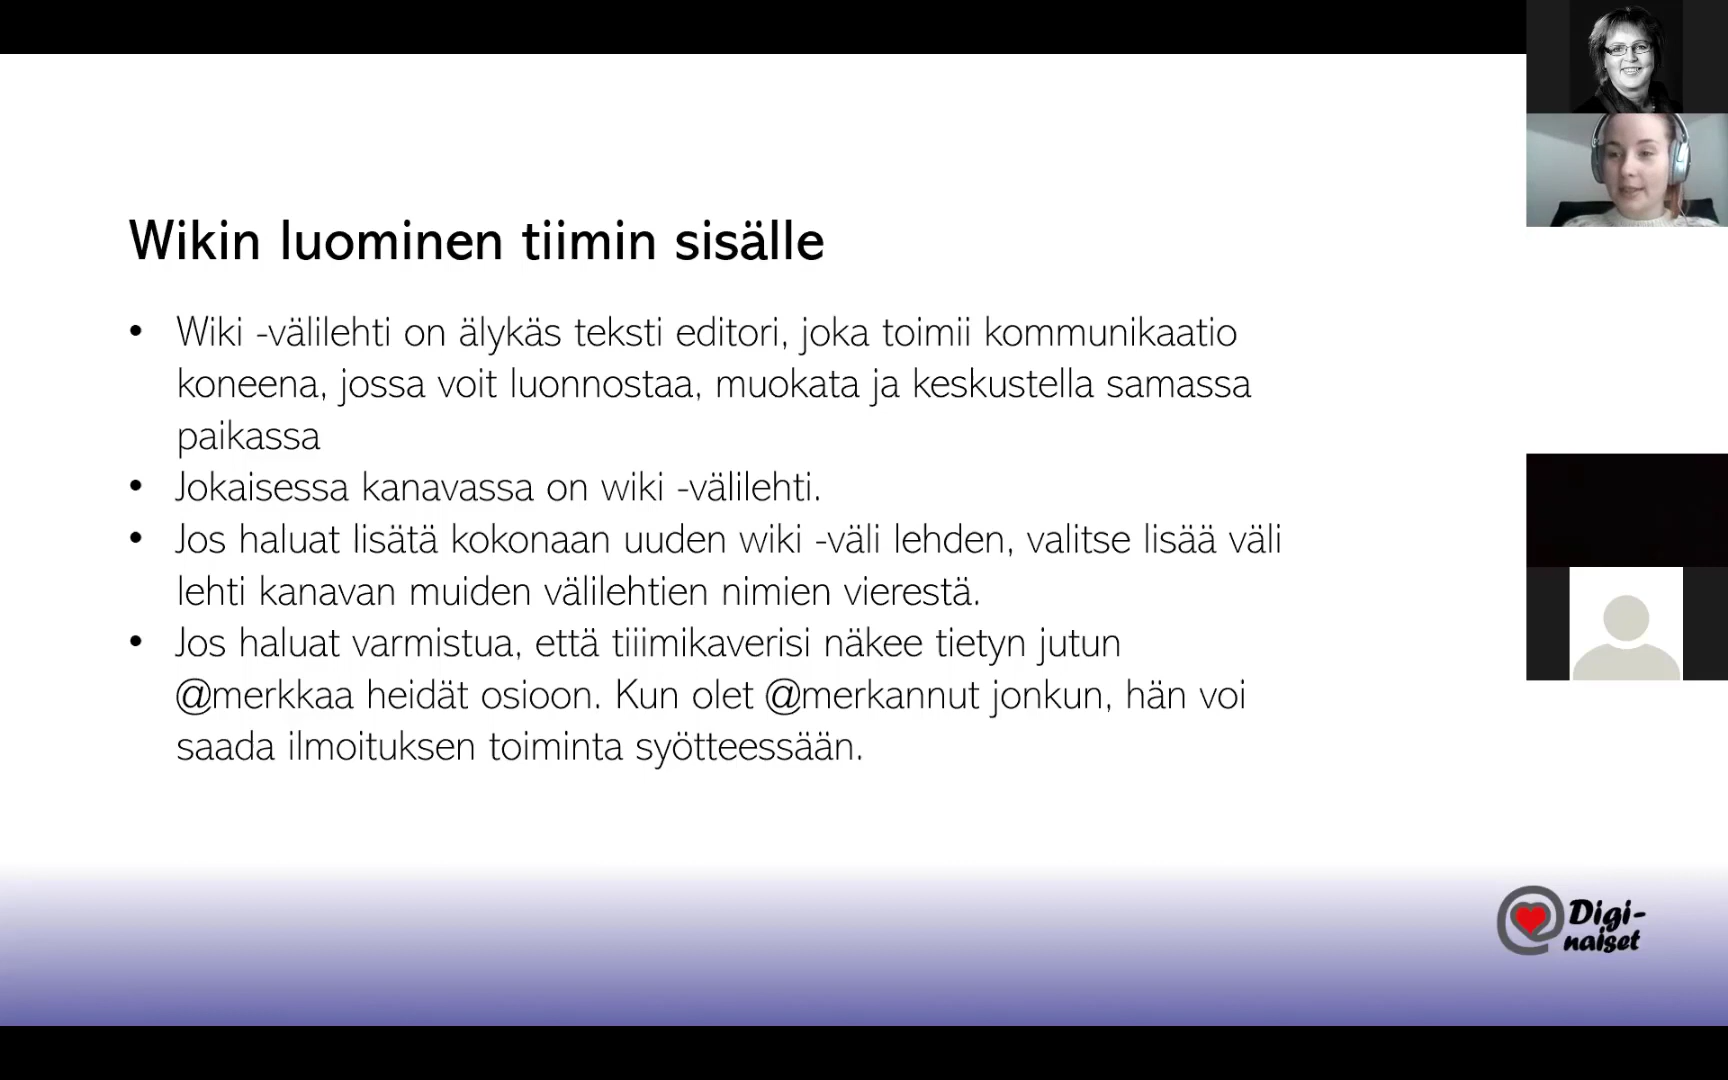 Wikin luominen tiimin sisälle
• Wiki -välilehti on älykäs teksti editori, joka toimii kommunikaatio
koneena, jossa voit luonnostaa, muokata ja keskustella samassa
paikassa
• Jokaisessa kanavassa on wiki -välilehti.
• Jos haluat lisätä kokonaan uuden wiki -väli lehden, valitse lisää väli
lehti kanavan muiden välilehtien nimien vierestä.
• Jos haluat varmistua, että tiiimikaverisi näkee tietyn jutun
@merkkaa heidät osioon. Kun olet @merkannut jonkun, hän voi
saada ilmoituksen toiminta syötteessään.
Digi-
naiset